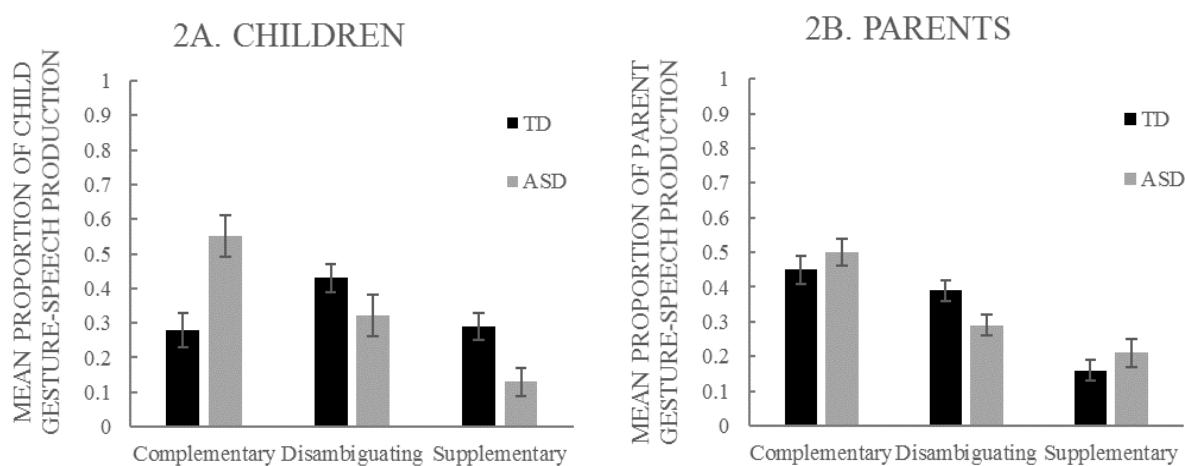 2A. CHILDREN
MEAN PROPORTION OF CHILD
GESTURE-SPEECH PRODUCTION
1
0.9
0.8
0.7
0.6
0.5
0.4
0.3
0.2
0.1
0
TD
ASD
Complementary Disambiguating Supplementary
2B. PARENTS
MEAN PROPORTION OF PARENT
GESTURE-SPEECH PRODUCTION
1
0.9
0.8
0.7
0.6
0.5
0.4
0.3
0.2
0.1
0
TD
ASD
Complementary Disambiguating Supplementary